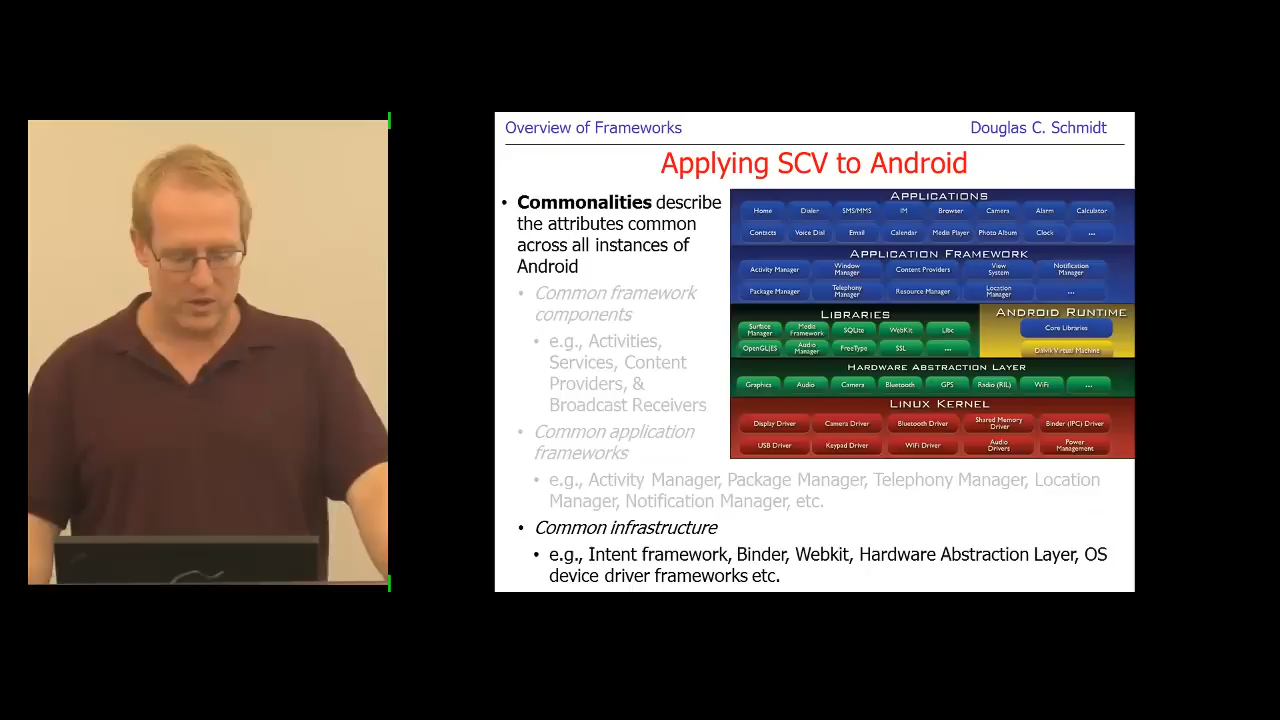 Overview of Frameworks
Douglas C. Schmidt
Applying SCV to Android
• Commonalities describe
the attributes common
across all instances of
Android
• Common framework
components
• e.g., Activities,
Services, Content
Providers, &
Broadcast Receivers
• Common application
frameworks
• e.g., Activity Manager, Package Manager, Telephony Manager, Location
Manager, Notification Manager, etc.
• Common infrastructure
• e.g., Intent framework, Binder, Webkit, Hardware Abstraction Layer, OS
device driver frameworks etc.
APPLICATIONS
Home Dialer SMS/MMS IM Browser Camera Alarm Calculator
Contacts Voice Dial Email Calendar Media Player Photo Album Clock ...
APPLICATION FRAMEWORK
Activity Manager Window Manager Content Providers View System Notification Manager
Package Manager Telephony Manager Resource Manager Location Manager ...
LIBRARIES
Surface Manager Media Framework SQLite WebKit Libc
OpenGL|ES Audio Manager FreeType SSL ...
ANDROID RUNTIME
Core Libraries
Dalvik Virtual Machine
HARDWARE ABSTRACTION LAYER
Graphics Audio Camera Bluetooth GPS Radio (RIL) WiFi ...
LINUX KERNEL
Display Driver Camera Driver Bluetooth Driver Shared Memory Driver Binder (IPC) Driver
USB Driver Keypad Driver WiFi Driver Audio Drivers Power Management